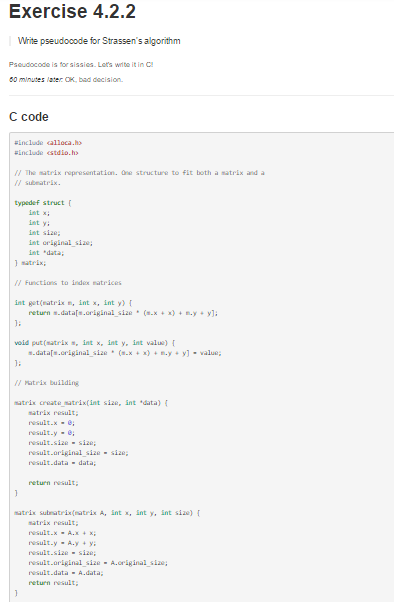 Exercise 4.2.2
Write pseudocode for Strassen's algorithm
Pseudocode is for sissies. Let's write it in C!
60 minutes later: OK, bad decision.
C code
#include <alloca.h>
#include <stdio.h>
// The matrix representation. One structure to fit both a matrix and a
// submatrix.
typedef struct {
int x;
int y;
int size;
int original_size;
int *data;
} matrix;
// Functions to index matrices
int get(matrix m, int x, int y) {
return m.data[m.original_size * (m.x + x) + m.y + y];
};
void put(matrix m, int x, int y, int value) {
m.data[m.original_size * (m.x + x) + m.y + y] = value;
};
// Matrix building
matrix create_matrix(int size, int *data) {
matrix result;
result.x = 0;
result.y = 0;
result.size = size;
result.original_size = size;
result.data = data;
return result;
}
matrix submatrix(matrix A, int x, int y, int size) {
matrix result;
result.x = A.x + x;
result.y = A.y + y;
result.size = size;
result.original_size = A.original_size;
result.data = A.data;
return result;
}